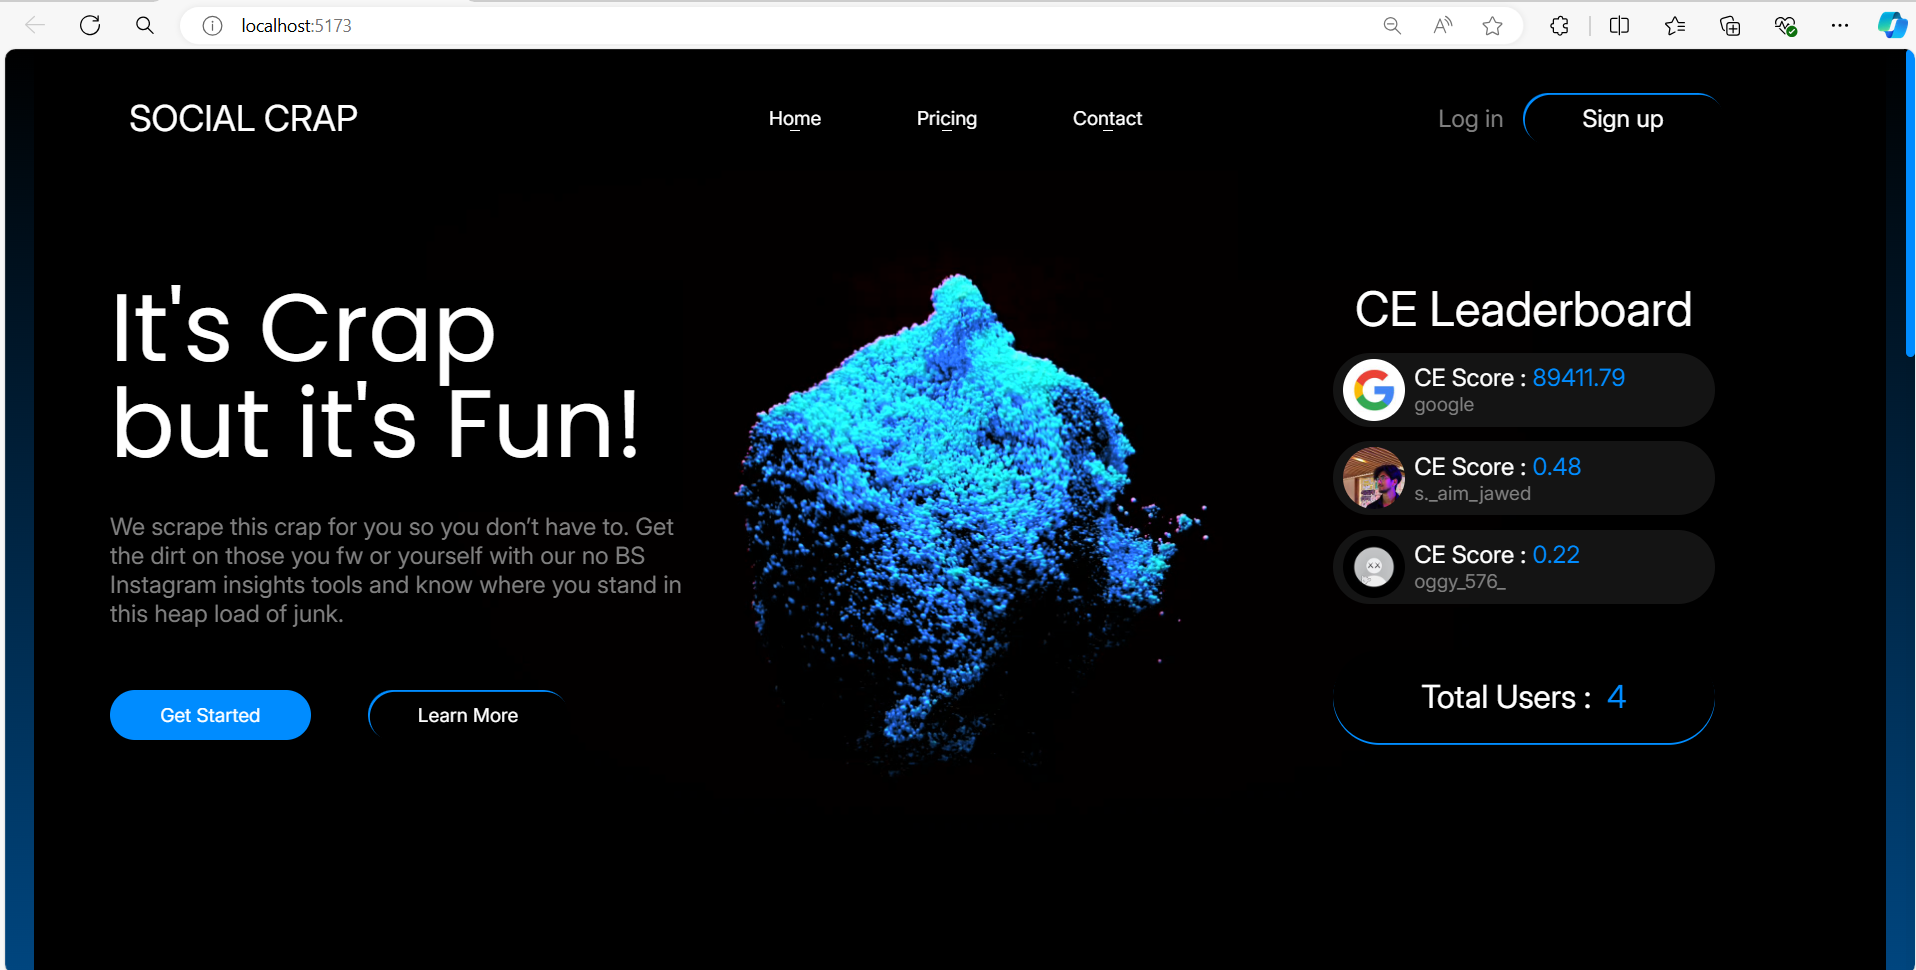 localhost:5173
SOCIAL CRAP
Home
Pricing
Contact
Log in
Sign up
It's Crap
but it's Fun!
We scrape this crap for you so you don’t have to. Get
the dirt on those you fw or yourself with our no BS
Instagram insights tools and know where you stand in
this heap load of junk.
Get Started
Learn More
CE Leaderboard
CE Score : 89411.79
google
CE Score : 0.48
s._aim_jawed
CE Score : 0.22
oggy_576_
Total Users : 4